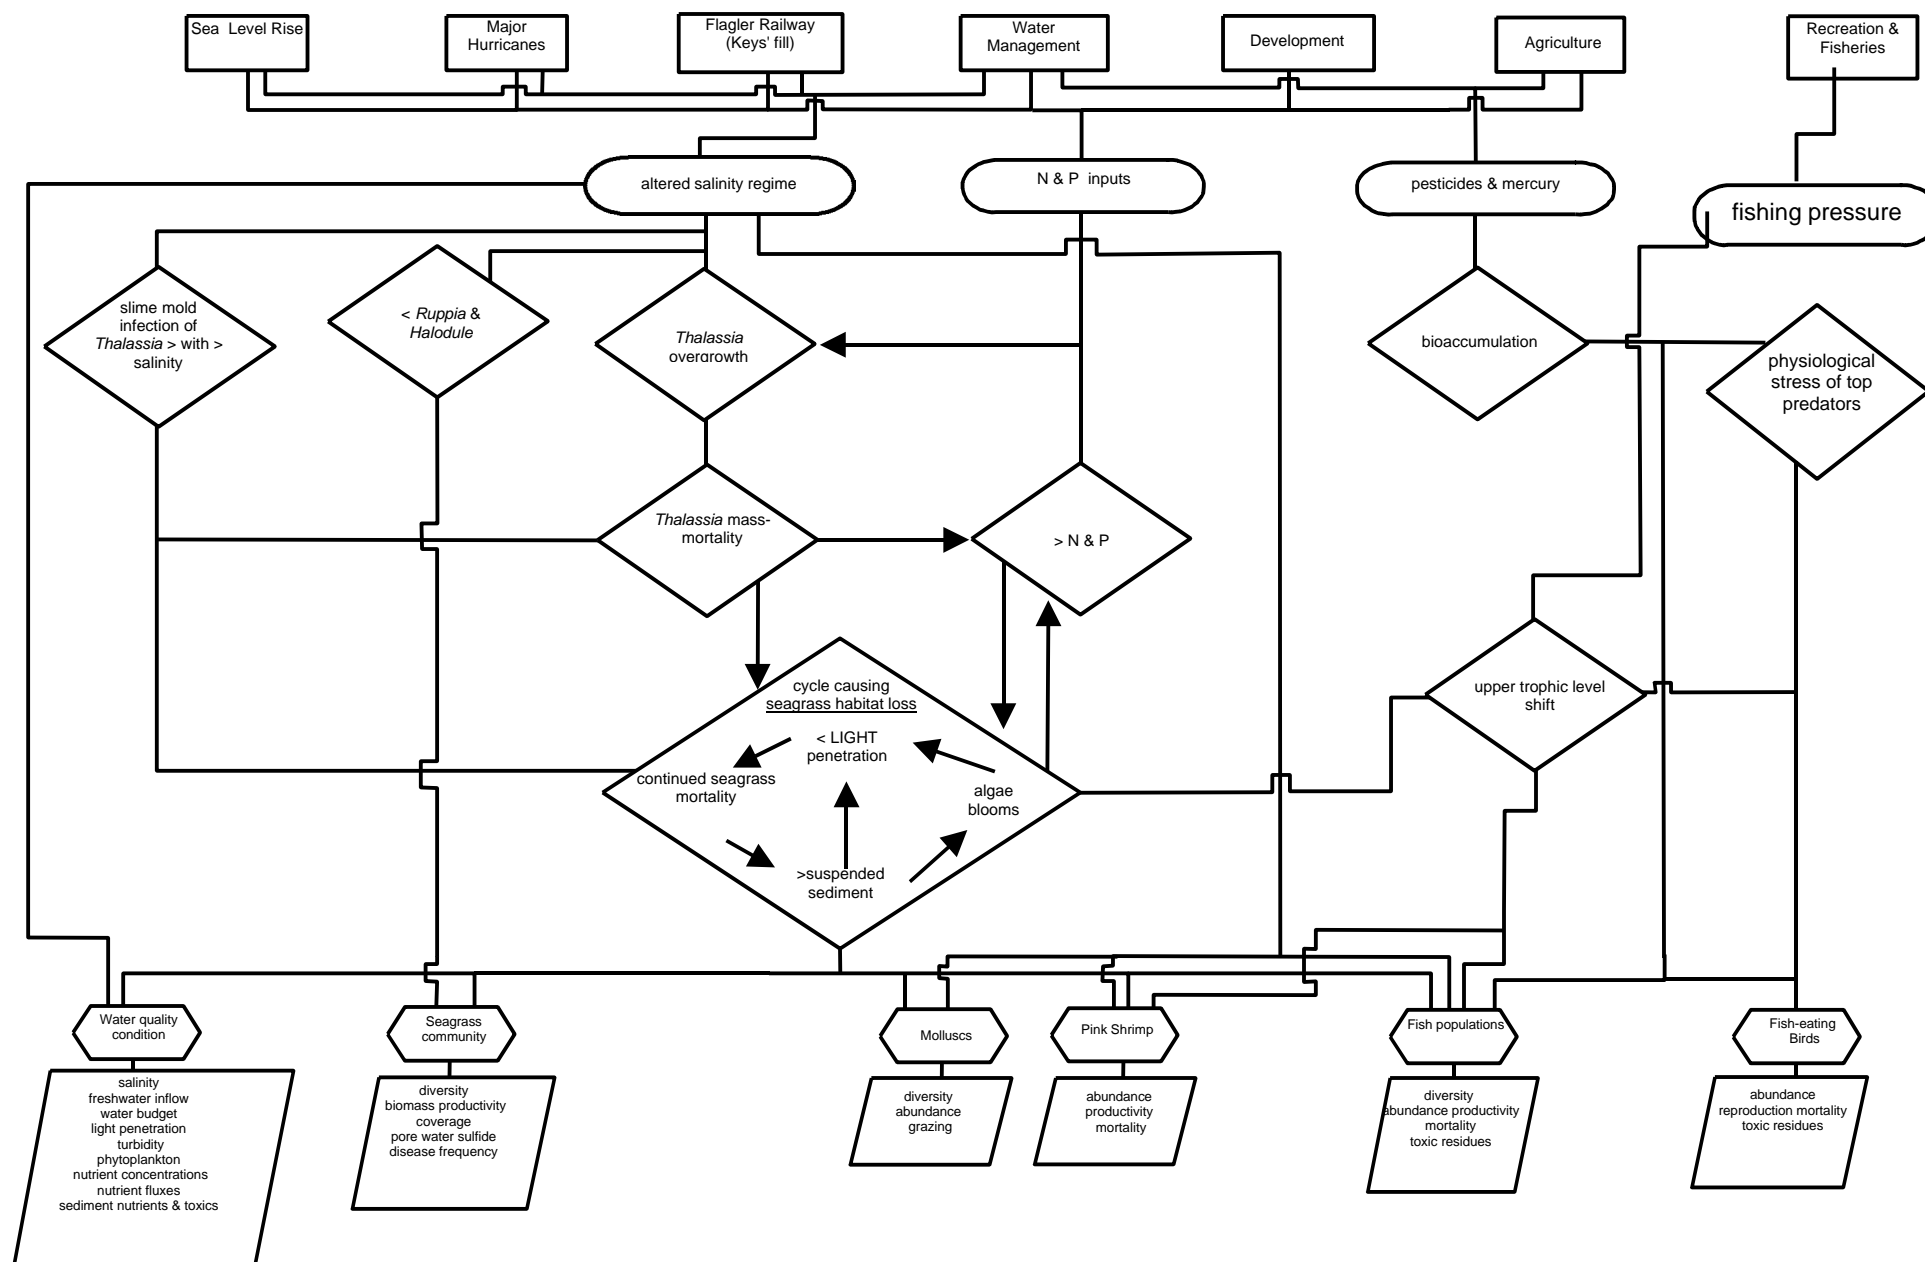 Sea Level Rise
Major
Hurricanes
Flagler Railway
(Keys' fill)
Water
Management
Development
Agriculture
Recreation &
Fisheries
altered salinity regime
N & P inputs
pesticides & mercury
fishing pressure
slime mold
infection of
Thalassia > with >
salinity
< Ruppia &
Halodule
Thalassia
overgrowth
bioaccumulation
physiological
stress of top
predators
Thalassia mass-
mortality
> N & P
upper trophic level
shift
cycle causing
seagrass habitat loss
< LIGHT
penetration
continued seagrass
mortality
algae
blooms
>suspended
sediment
Water quality
condition
Seagrass
community
Molluscs
Pink Shrimp
Fish populations
Fish-eating
Birds
salinity
freshwater inflow
water budget
light penetration
turbidity
phytoplankton
nutrient concentrations
nutrient fluxes
sediment nutrients & toxics
diversity
biomass productivity
coverage
pore water sulfide
disease frequency
diversity
abundance
grazing
abundance
productivity
mortality
diversity
abundance productivity
mortality
toxic residues
abundance
reproduction mortality
toxic residues